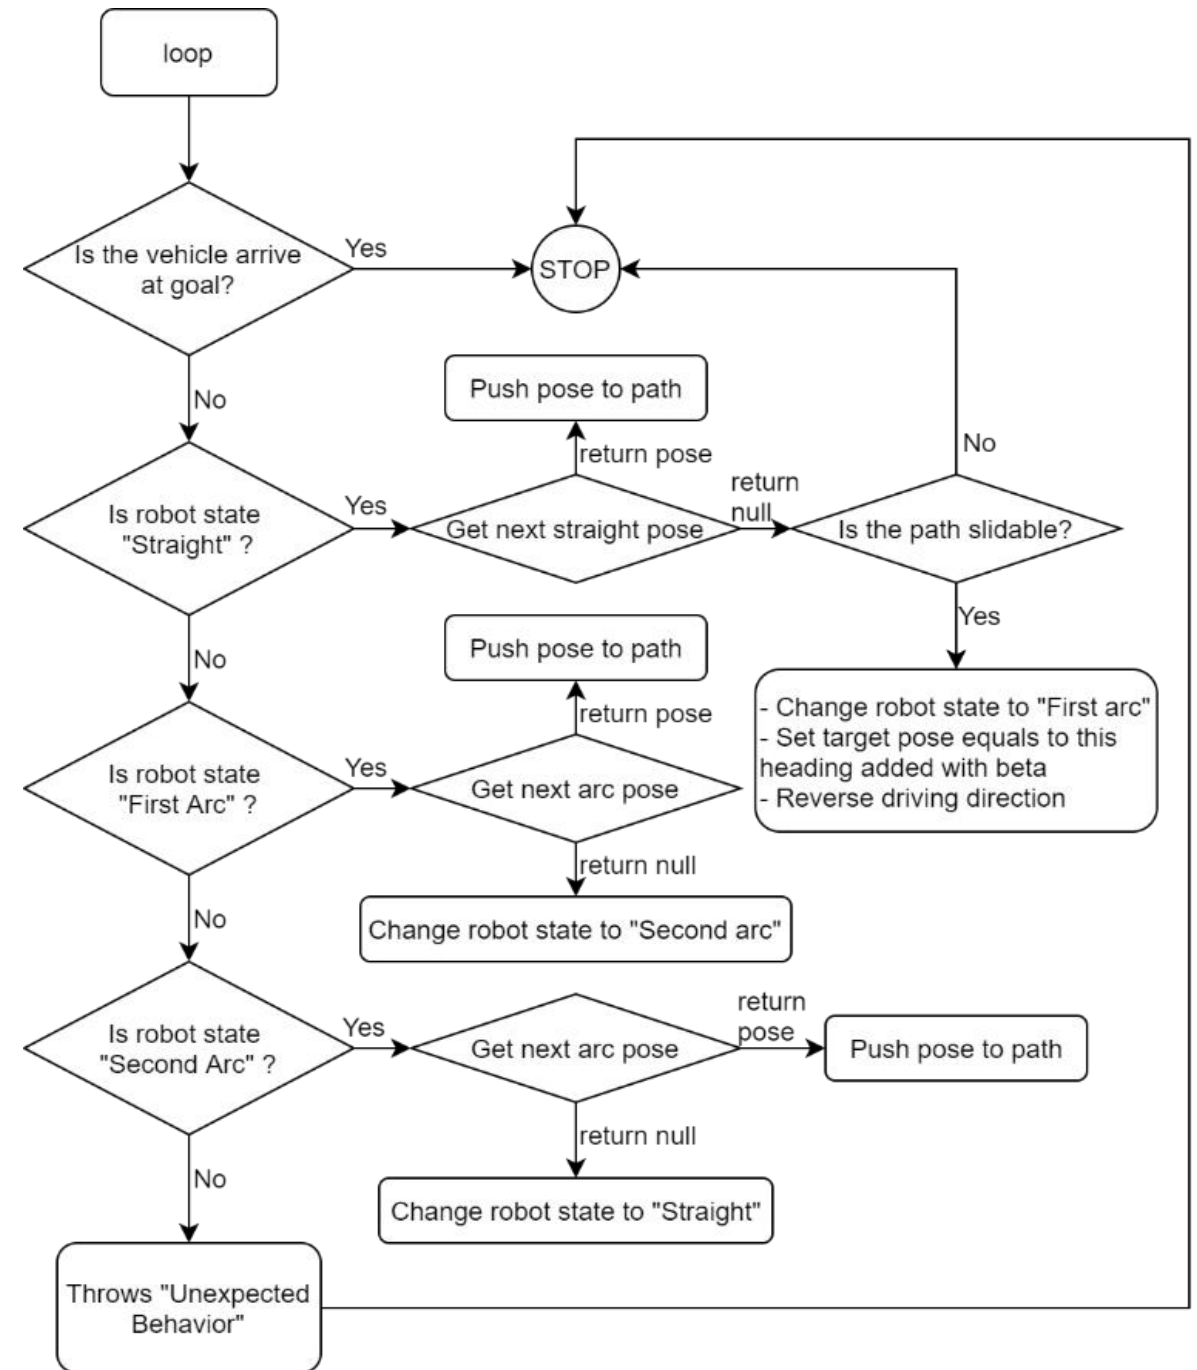 loop
Is the vehicle arrive
at goal?
Yes
STOP
No
Push pose to path
return pose
Is robot state
"Straight" ?
Yes
Get next straight pose
return
null
Is the path slidable?
No
Yes
- Change robot state to "First arc"
- Set target pose equals to this
heading added with beta
- Reverse driving direction
No
Push pose to path
return pose
Is robot state
"First Arc" ?
Yes
Get next arc pose
return null
Change robot state to "Second arc"
No
Is robot state
"Second Arc" ?
Yes
Get next arc pose
return
pose
Push pose to path
return null
Change robot state to "Straight"
No
Throws "Unexpected
Behavior"